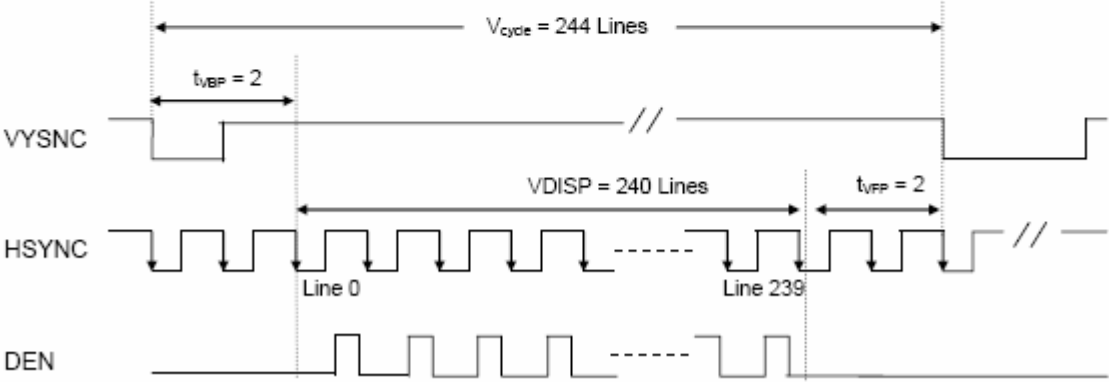 Vcycle = 244 Lines
tVBP = 2
VYSNC
VDISP = 240 Lines
tVFP = 2
HSYNC
Line 0
Line 239
DEN